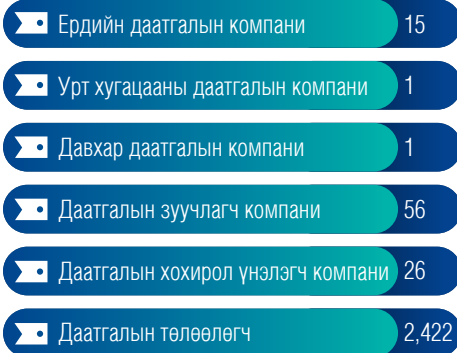 Ердийн даатгалын компани 15
Урт хугацааны даатгалын компани 1
Давхар даатгалын компани 1
Даатгалын зуучлагч компани 56
Даатгалын хохирол үнэлэгч компани 26
Даатгалын төлөөлөгч 2,422